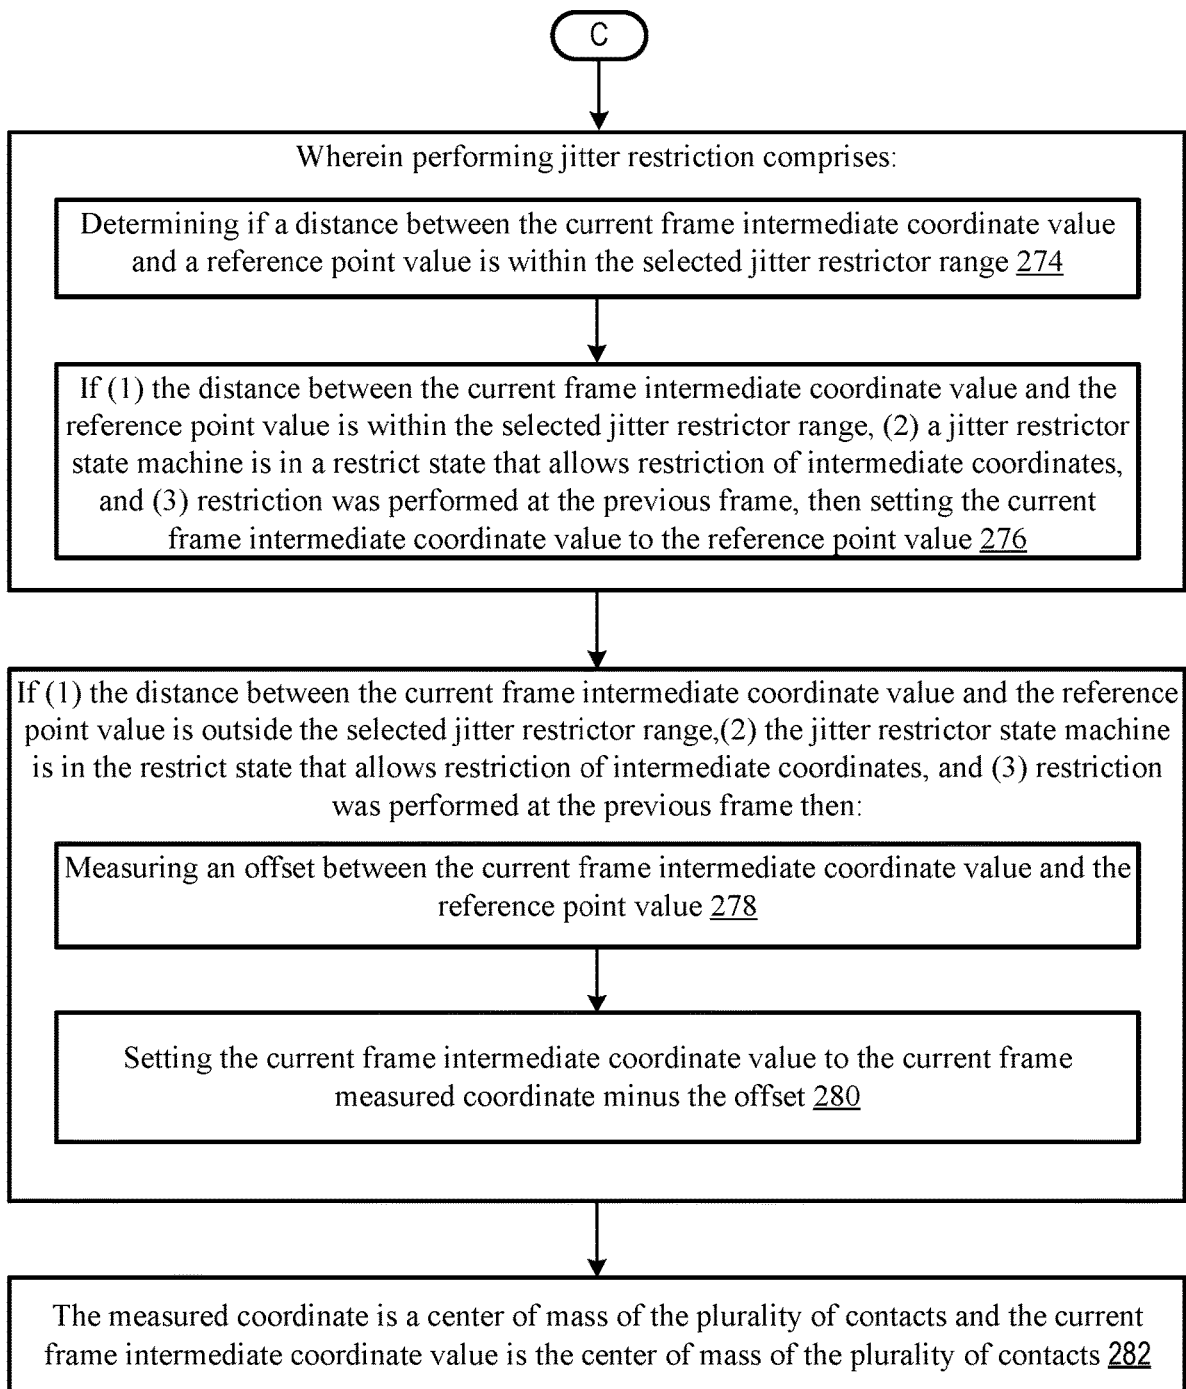 C
Wherein performing jitter restriction comprises:
Determining if a distance between the current frame intermediate coordinate value
and a reference point value is within the selected jitter restrictor range 274
If (1) the distance between the current frame intermediate coordinate value and the
reference point value is within the selected jitter restrictor range, (2) a jitter restrictor
state machine is in a restrict state that allows restriction of intermediate coordinates,
and (3) restriction was performed at the previous frame, then setting the current
frame intermediate coordinate value to the reference point value 276
If (1) the distance between the current frame intermediate coordinate value and the reference
point value is outside the selected jitter restrictor range,(2) the jitter restrictor state machine
is in the restrict state that allows restriction of intermediate coordinates, and (3) restriction
was performed at the previous frame then:
Measuring an offset between the current frame intermediate coordinate value and the
reference point value 278
Setting the current frame intermediate coordinate value to the current frame
measured coordinate minus the offset 280
The measured coordinate is a center of mass of the plurality of contacts and the current
frame intermediate coordinate value is the center of mass of the plurality of contacts 282